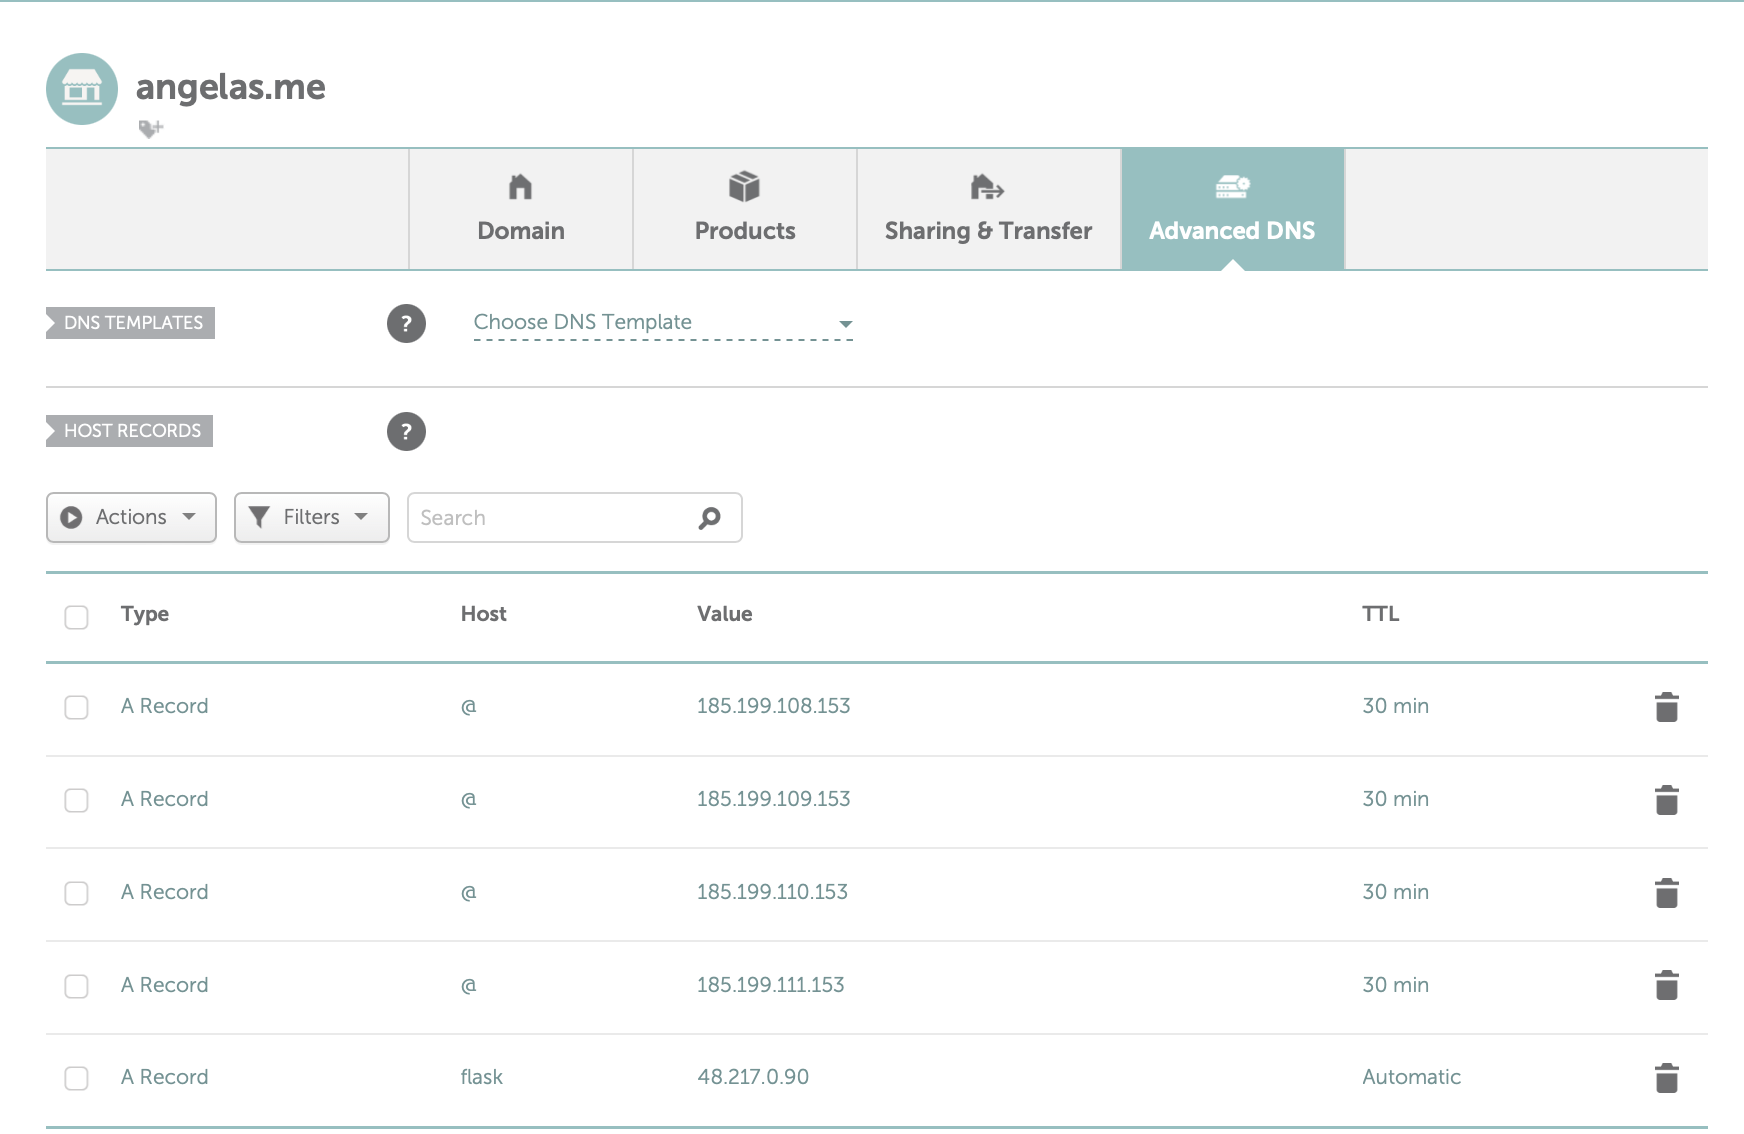 angelas.me
Domain Products Sharing & Transfer Advanced DNS
DNS TEMPLATES ? Choose DNS Template
HOST RECORDS ?
Actions Filters Search
Type Host Value TTL
A Record @ 185.199.108.153 30 min
A Record @ 185.199.109.153 30 min
A Record @ 185.199.110.153 30 min
A Record @ 185.199.111.153 30 min
A Record flask 48.217.0.90 Automatic